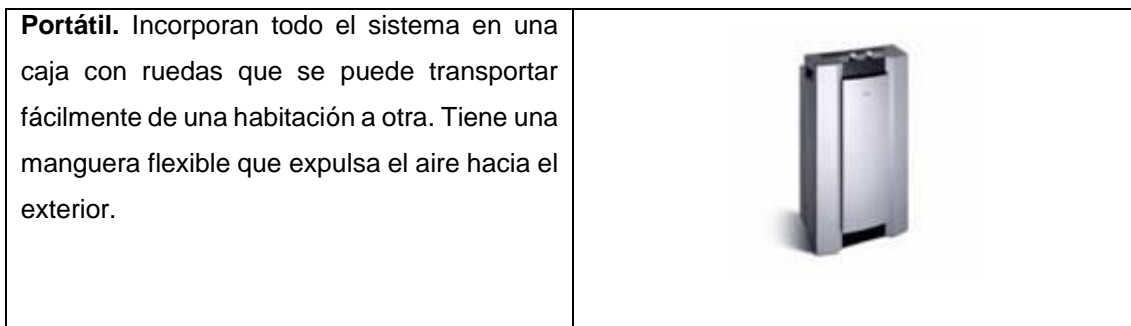 Portátil. Incorporan todo el sistema en una
caja con ruedas que se puede transportar
fácilmente de una habitación a otra. Tiene una
manguera flexible que expulsa el aire hacia el
exterior.